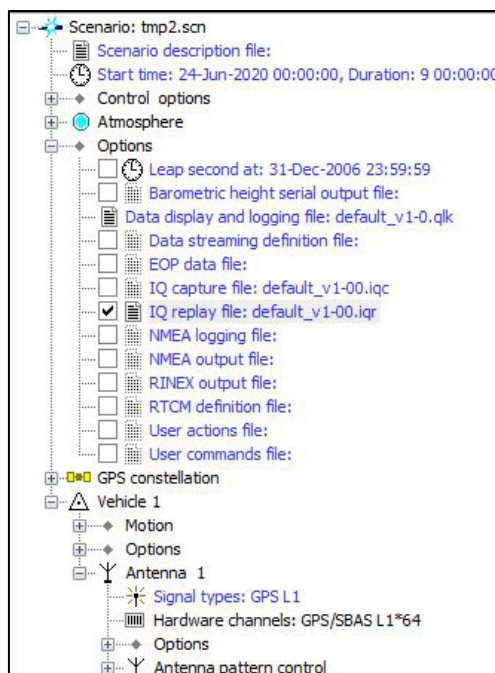 Scenario: tmp2.scn
Scenario description file:
Start time: 24-Jun-2020 00:00:00, Duration: 9 00:00:00
Control options
Atmosphere
Options
Leap second at: 31-Dec-2006 23:59:59
Barometric height serial output file:
Data display and logging file: default_v1-0.qlk
Data streaming definition file:
EOP data file:
IQ capture file: default_v1-00.iqc
IQ replay file: default_v1-00.iqr
NMEA logging file:
NMEA output file:
RINEX output file:
RTCM definition file:
User actions file:
User commands file:
GPS constellation
Vehicle 1
Motion
Options
Antenna 1
Signal types: GPS L1
Hardware channels: GPS/SBAS L1*64
Options
Antenna pattern control